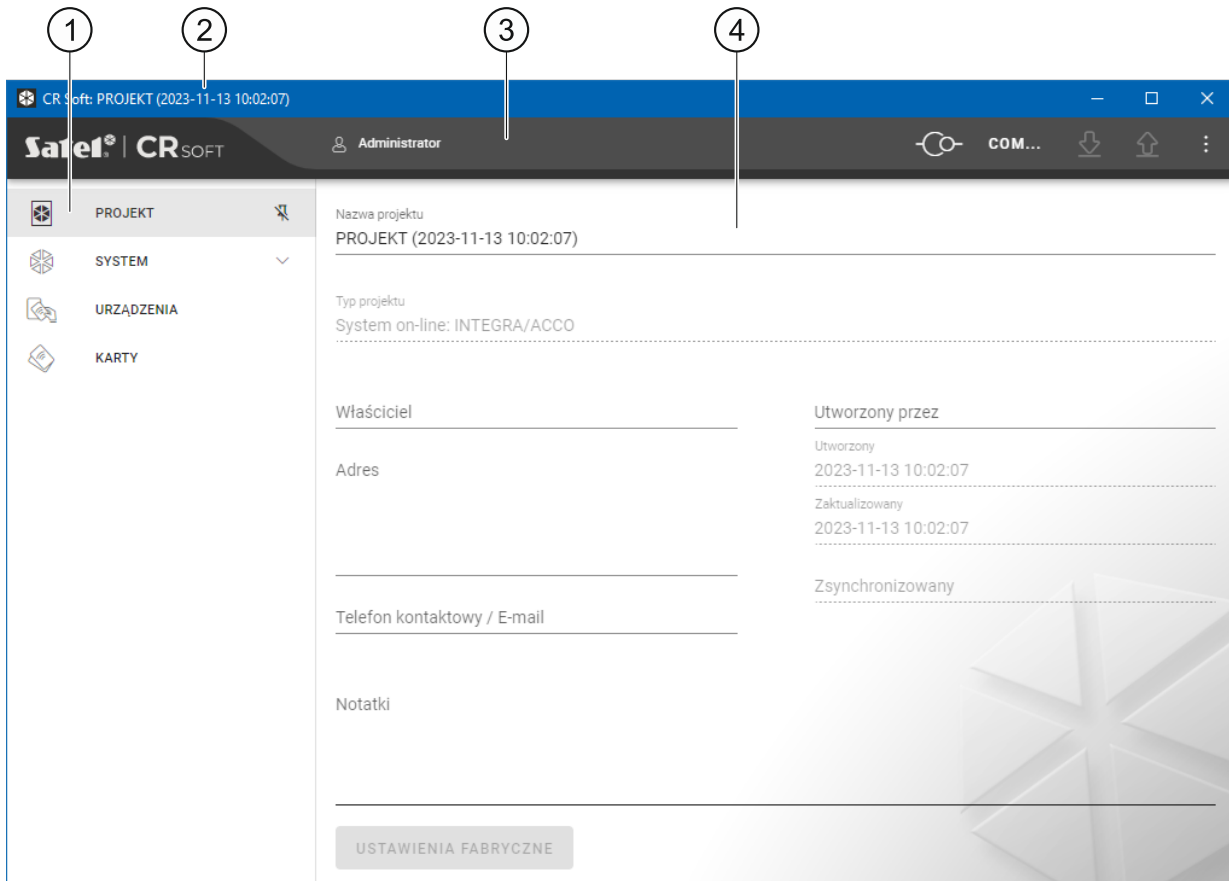 1 2 3 4
CR Soft: PROJEKT (2023-11-13 10:02:07)
Satel® | CR SOFT
Administrator
COM...
PROJEKT
SYSTEM
URZĄDZENIA
KARTY
Nazwa projektu
PROJEKT (2023-11-13 10:02:07)
Typ projektu
System on-line: INTEGRA/ACCO
Właściciel
Adres
Telefon kontaktowy / E-mail
Utworzony przez
Utworzony
2023-11-13 10:02:07
Zaktualizowany
2023-11-13 10:02:07
Zsynchronizowany
Notatki
USTAWIENIA FABRYCZNE